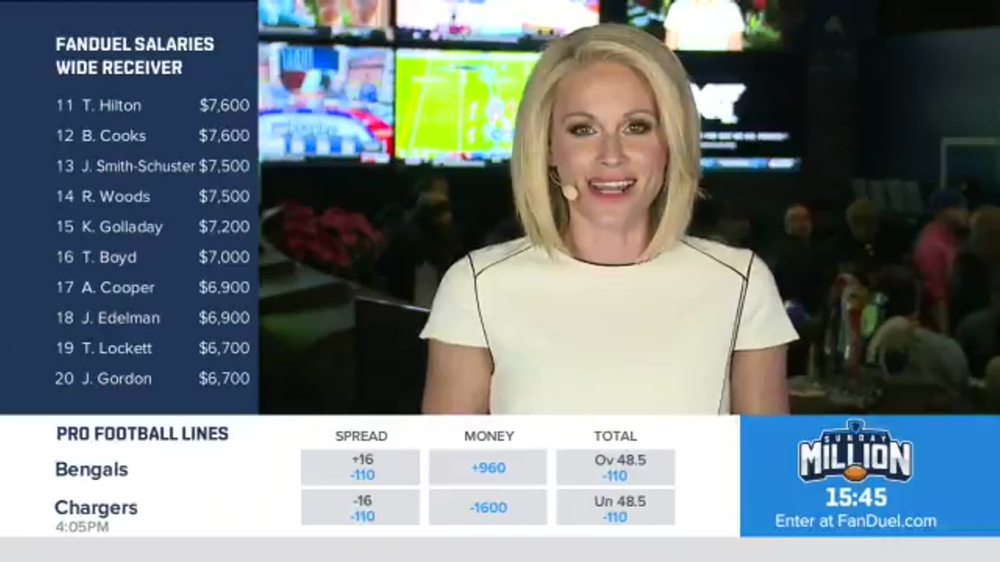 FANDUEL SALARIES
WIDE RECEIVER
11 T. Hilton $7,600
12 B. Cooks $7,600
13 J. Smith-Schuster $7,500
14 R. Woods $7,500
15 K. Golladay $7,200
16 T. Boyd $7,000
17 A. Cooper $6,900
18 J. Edelman $6,900
19 T. Lockett $6,700
20 J. Gordon $6,700
PRO FOOTBALL LINES SPREAD MONEY TOTAL
Bengals +16 -110 +960 Ov 48.5 -110
Chargers -16 -110 -1600 Un 48.5 -110
4:05PM
SUNDAY
MILLION
15:45
Enter at FanDuel.com